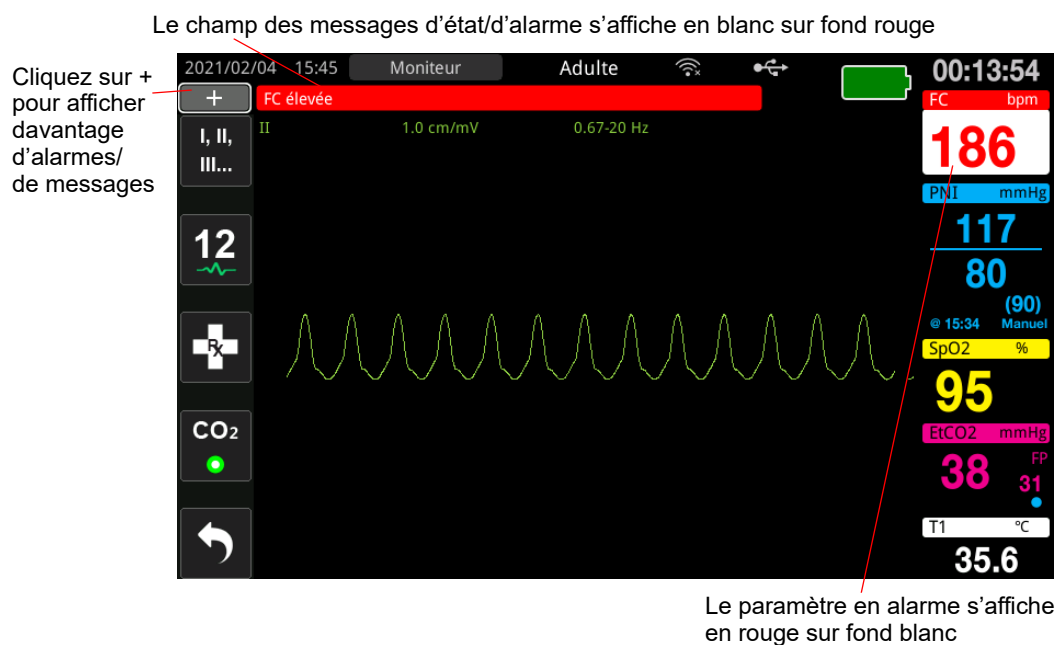 Le champ des messages d’état/d’alarme s’affiche en blanc sur fond rouge
Cliquez sur +
pour afficher
davantage
d’alarmes/
de messages
2021/02/04 15:45 Moniteur Adulte 00:13:54
+ FC élevée
I, II,
III...
II 1.0 cm/mV 0.67-20 Hz
12
Rx
CO2
FC bpm
186
PNI mmHg
117
80
(90)
@ 15:34 Manuel
SpO2 %
95
EtCO2 mmHg
38 FP
31
T1 °C
35.6
Le paramètre en alarme s’affiche
en rouge sur fond blanc